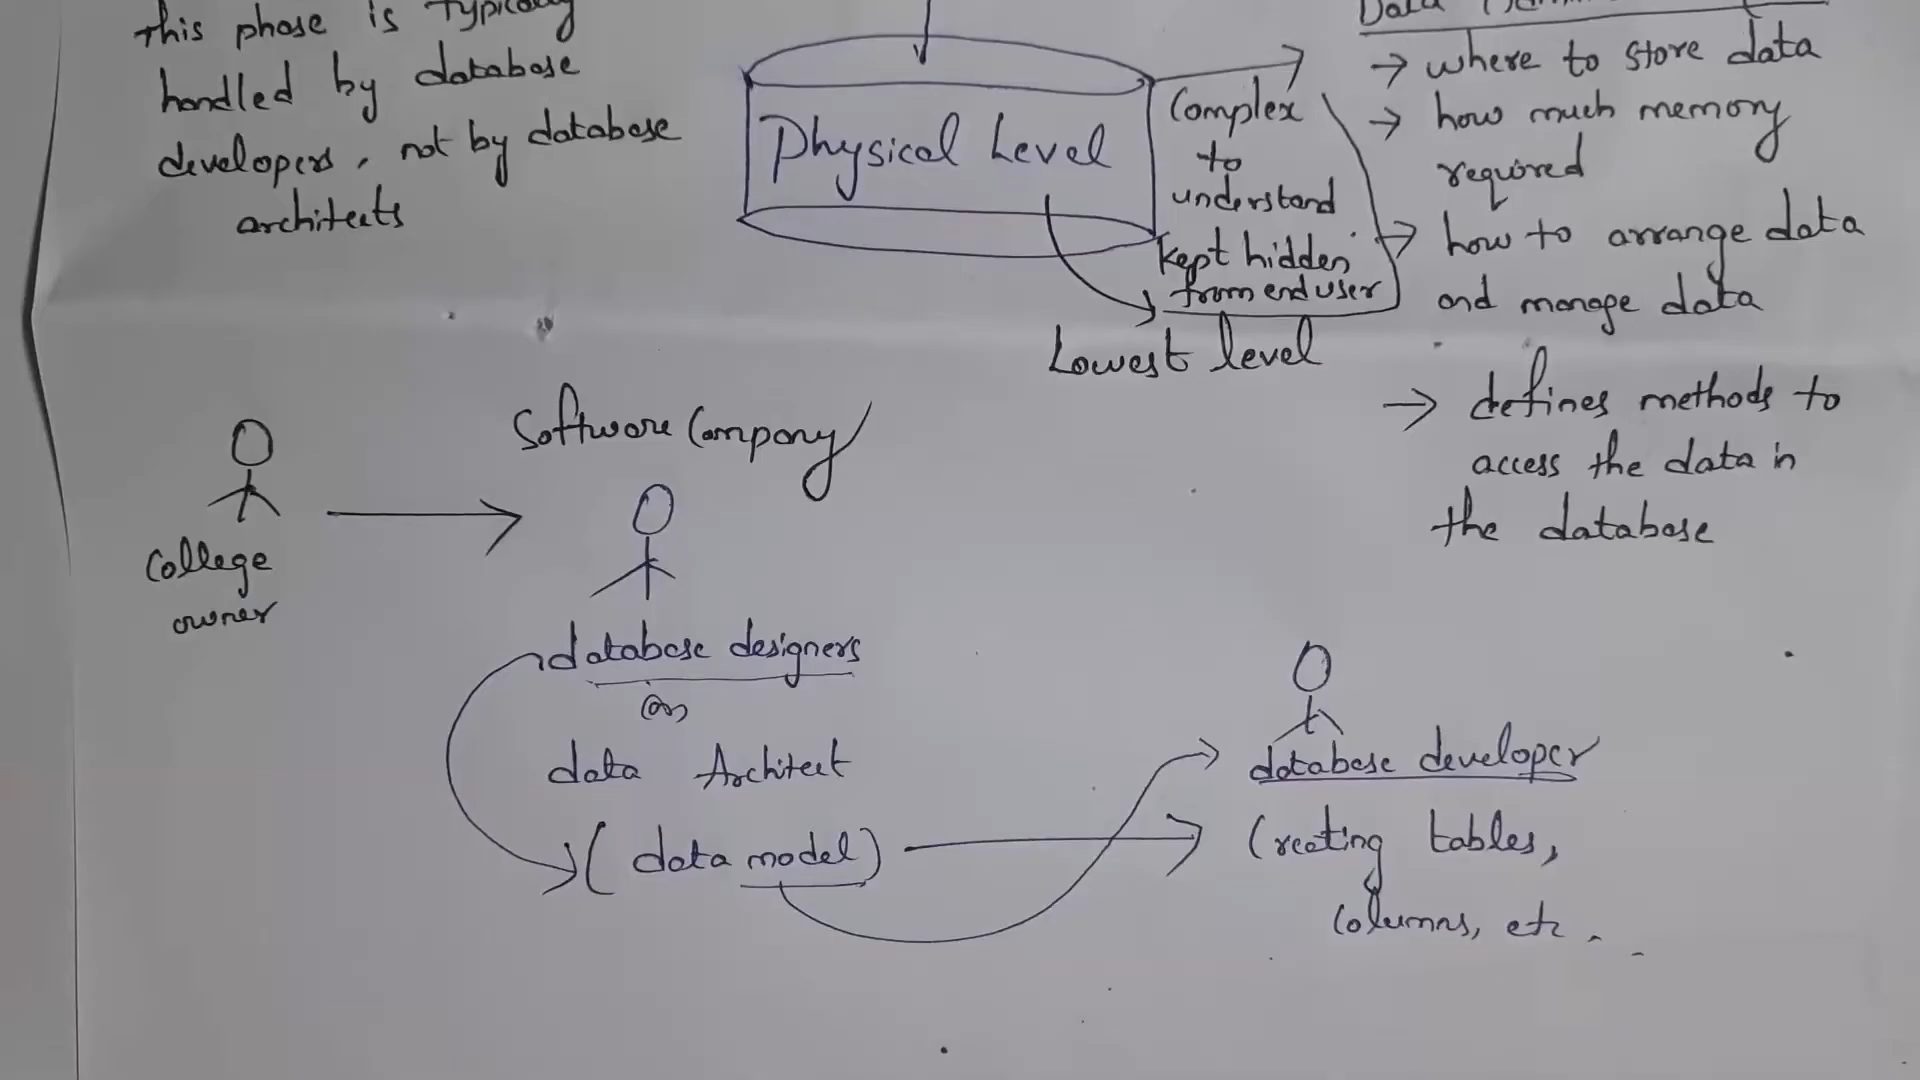 this phase is typically
handled by database
developers, not by database
architects
Physical Level
Complex
to
understand
kept hidden
from end user
Lowest level
Data
→ where to store data
→ how much memory
required
→ how to arrange data
and manage data
→ defines methods to
access the data in
the database
College
owner
Software Company
database designers
(or)
data Architect
(data model)
database developer
Creating tables,
columns, etc.